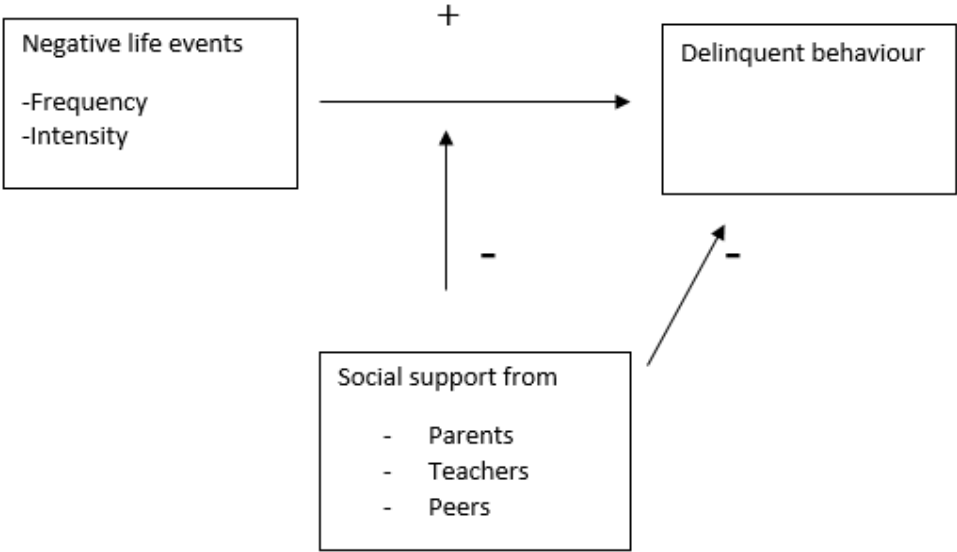 +
Negative life events
-Frequency
-Intensity
Delinquent behaviour
-
-
Social support from
- Parents
- Teachers
- Peers